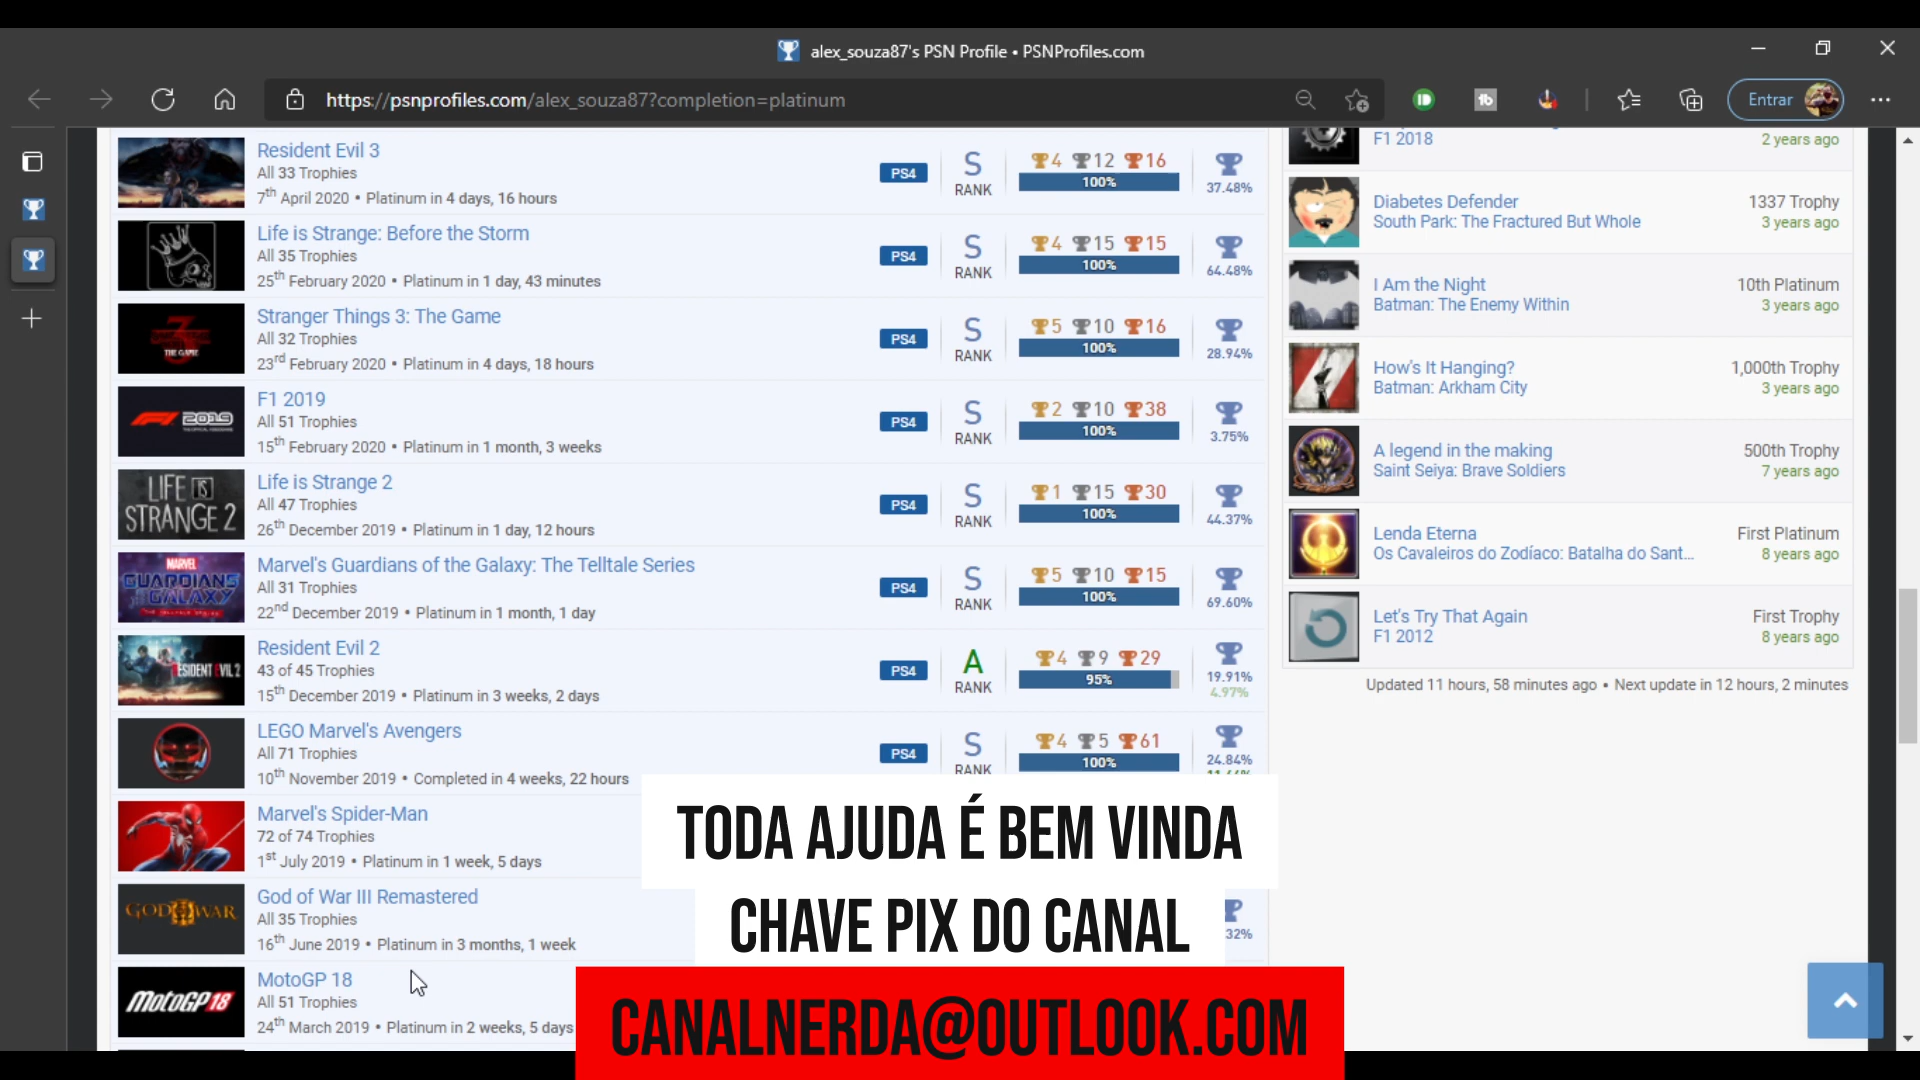 alex_souza87's PSN Profile • PSNProfiles.com
https://psnprofiles.com/alex_souza87?completion=platinum
Entrar
Resident Evil 3
All 33 Trophies
7th April 2020 • Platinum in 4 days, 16 hours
PS4
S
RANK
4 12 16
100%
37.48%
Life is Strange: Before the Storm
All 35 Trophies
25th February 2020 • Platinum in 1 day, 43 minutes
PS4
S
RANK
4 15 15
100%
64.48%
THE GAME
Stranger Things 3: The Game
All 32 Trophies
23rd February 2020 • Platinum in 4 days, 18 hours
PS4
S
RANK
5 10 16
100%
28.94%
F1 2019
F1 2019
All 51 Trophies
15th February 2020 • Platinum in 1 month, 3 weeks
PS4
S
RANK
2 10 38
100%
3.75%
LIFE IS
STRANGE 2
Life is Strange 2
All 47 Trophies
26th December 2019 • Platinum in 1 day, 12 hours
PS4
S
RANK
1 15 30
100%
44.37%
MARVEL
GUARDIANS
GALAXY
Marvel's Guardians of the Galaxy: The Telltale Series
All 31 Trophies
22nd December 2019 • Platinum in 1 month, 1 day
PS4
S
RANK
5 10 15
100%
69.60%
RESIDENT EVIL 2
Resident Evil 2
43 of 45 Trophies
15th December 2019 • Platinum in 3 weeks, 2 days
PS4
A
RANK
4 9 29
95%
19.91%
4.97%
LEGO Marvel's Avengers
All 71 Trophies
10th November 2019 • Completed in 4 weeks, 22 hours
PS4
S
RANK
4 5 61
100%
24.84%
Marvel's Spider-Man
72 of 74 Trophies
1st July 2019 • Platinum in 1 week, 5 days
GOD WAR
God of War III Remastered
All 35 Trophies
16th June 2019 • Platinum in 3 months, 1 week
32%
MotoGP18
MotoGP 18
All 51 Trophies
24th March 2019 • Platinum in 2 weeks, 5 days
F1 2018
2 years ago
Diabetes Defender
South Park: The Fractured But Whole
1337 Trophy
3 years ago
I Am the Night
Batman: The Enemy Within
10th Platinum
3 years ago
How's It Hanging?
Batman: Arkham City
1,000th Trophy
3 years ago
A legend in the making
Saint Seiya: Brave Soldiers
500th Trophy
7 years ago
Lenda Eterna
Os Cavaleiros do Zodíaco: Batalha do Sant...
First Platinum
8 years ago
Let's Try That Again
F1 2012
First Trophy
8 years ago
Updated 11 hours, 58 minutes ago • Next update in 12 hours, 2 minutes
TODA AJUDA É BEM VINDA
CHAVE PIX DO CANAL
CANALNERDA@OUTLOOK.COM